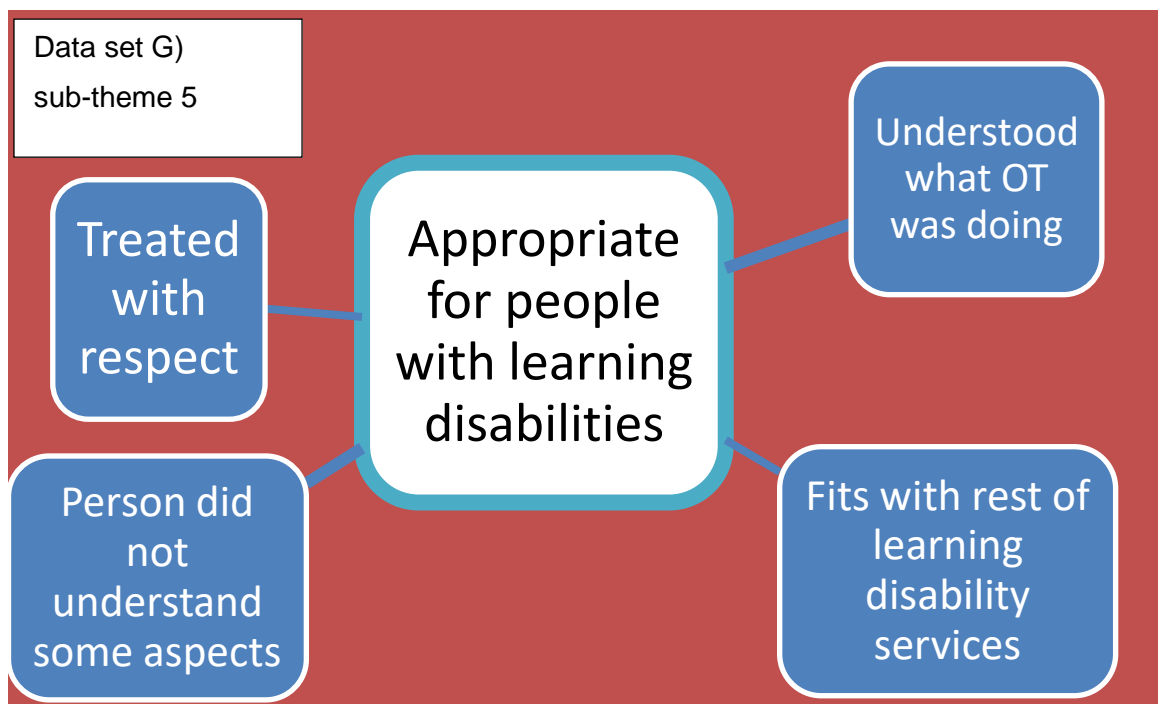 Data set G)
sub-theme 5
Treated
with
respect
Appropriate
for people
with learning
disabilities
Understood
what OT
was doing
Person did
not
understand
some aspects
Fits with rest of
learning
disability
services